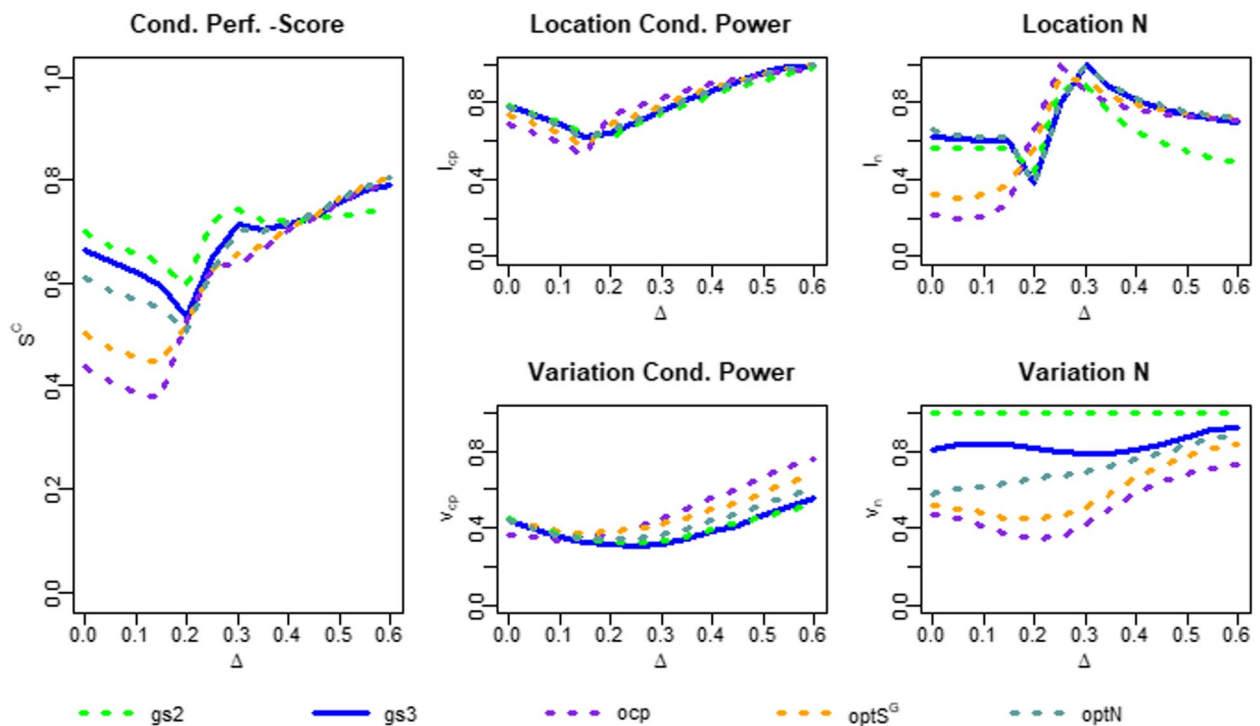 Cond. Perf. -Score
S^C
1.0
0.8
0.6
0.4
0.2
0.0
0.0 0.1 0.2 0.3 0.4 0.5 0.6
Δ
Location Cond. Power
l_cp
0.8
0.4
0.0
0.0 0.1 0.2 0.3 0.4 0.5 0.6
Δ
Location N
l_n
0.8
0.4
0.0
0.0 0.1 0.2 0.3 0.4 0.5 0.6
Δ
Variation Cond. Power
v_cp
0.8
0.4
0.0
0.0 0.1 0.2 0.3 0.4 0.5 0.6
Δ
Variation N
v_n
0.8
0.4
0.0
0.0 0.1 0.2 0.3 0.4 0.5 0.6
Δ
gs2 gs3 ocp optS^G optN